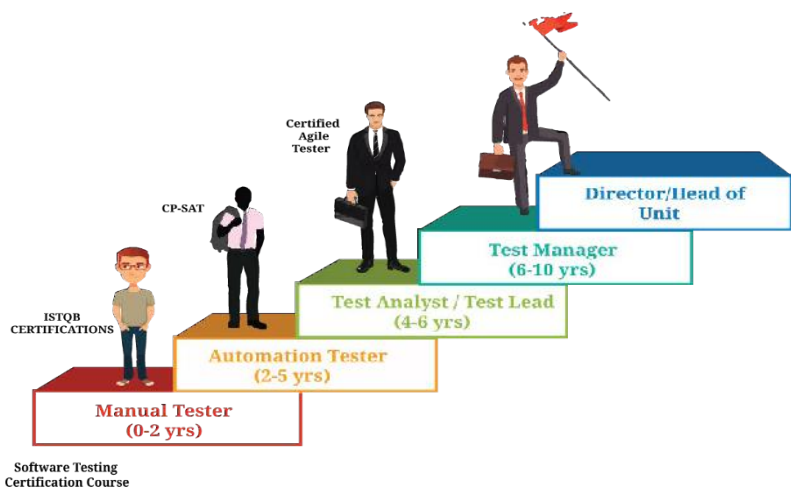 Certified
Agile
Tester
Director/Head of
Unit
CP-SAT
Test Manager
(6-10 yrs)
ISTQB
CERTIFICATIONS
Test Analyst / Test Lead
(4-6 yrs)
Automation Tester
(2-5 yrs)
Manual Tester
(0-2 yrs)
Software Testing
Certification Course